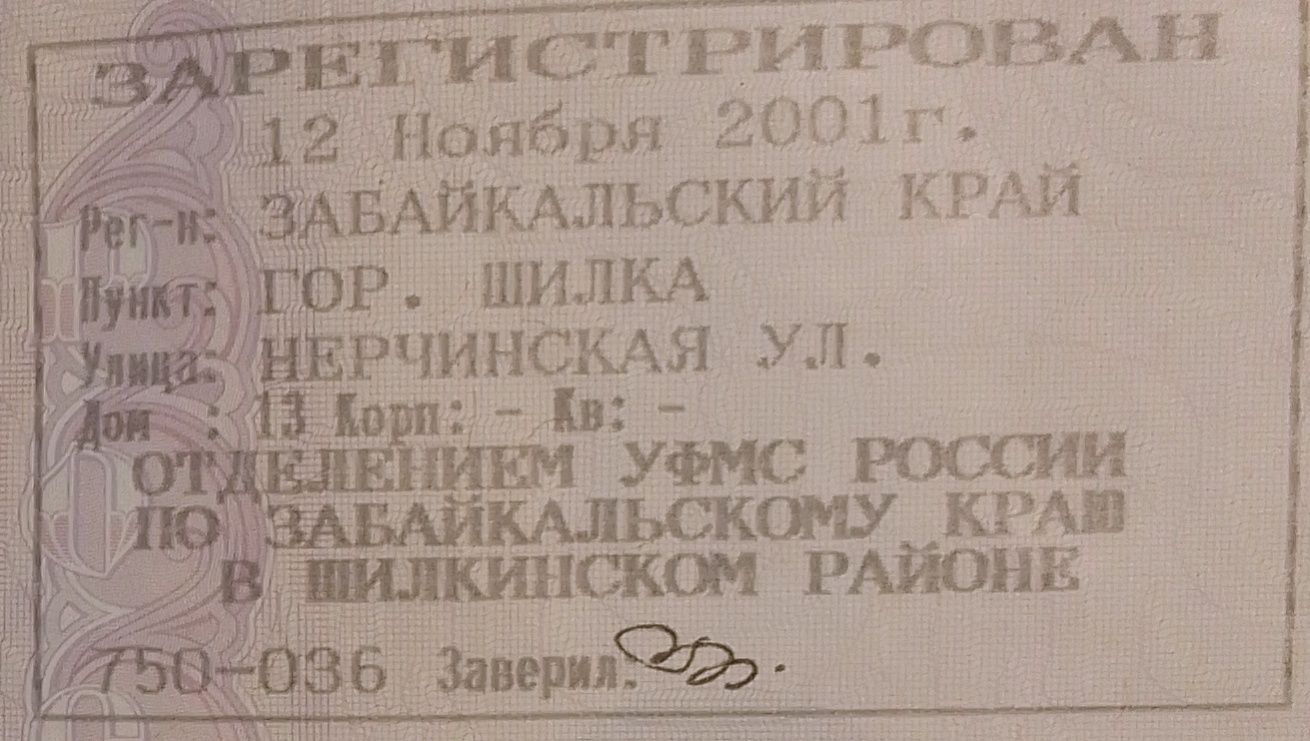 ЗАРЕГИСТРИРОВАН
12 Ноября 2001г.
Рег-н: ЗАБАЙКАЛЬСКИЙ КРАЙ
Пункт: ГОР. ШИЛКА
Улица: НЕРЧИНСКАЯ УЛ.
Дом : 13 Корп: - Кв: -
ОТДЕЛЕНИЕМ УФМС РОССИИ
ПО ЗАБАЙКАЛЬСКОМУ КРАЮ
В ШИЛКИНСКОМ РАЙОНЕ
750-036 Заверил: